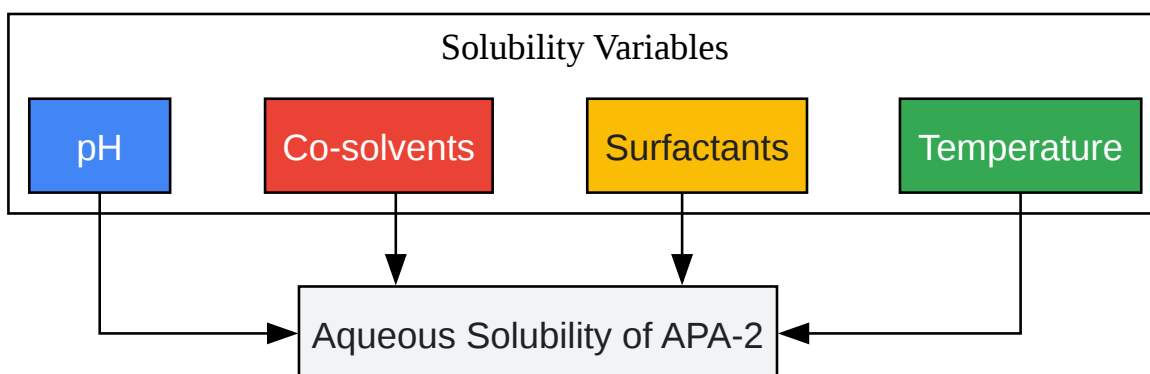 Solubility Variables
pH
Co-solvents
Surfactants
Temperature
Aqueous Solubility of APA-2